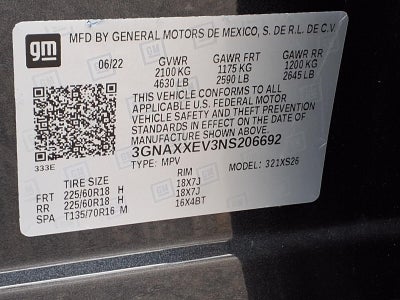 gm
MFD BY GENERAL MOTORS DE MEXICO, S. DE R.L. DE C.V
06/22 GVWR GAWR FRT GAWR RR
2100 KG 1175 KG 1200 KG
4630 LB 2590 LB 2645 LB
THIS VEHICLE CONFORMS TO ALL
APPLICABLE U.S. FEDERAL MOTOR
VEHICLE SAFETY AND THEFT PREVENTION
STANDARDS IN EFFECT ON THE DATE OF
MANUFACTURE SHOWN ABOVE.
3GNAXXEV3NS206692
333E TYPE: MPV MODEL: 321XS26
TIRE SIZE RIM
FRT 225/60R18 H 18X7J
RR 225/60R18 H 18X7J
SPA T135/70R16 M 16X4BT